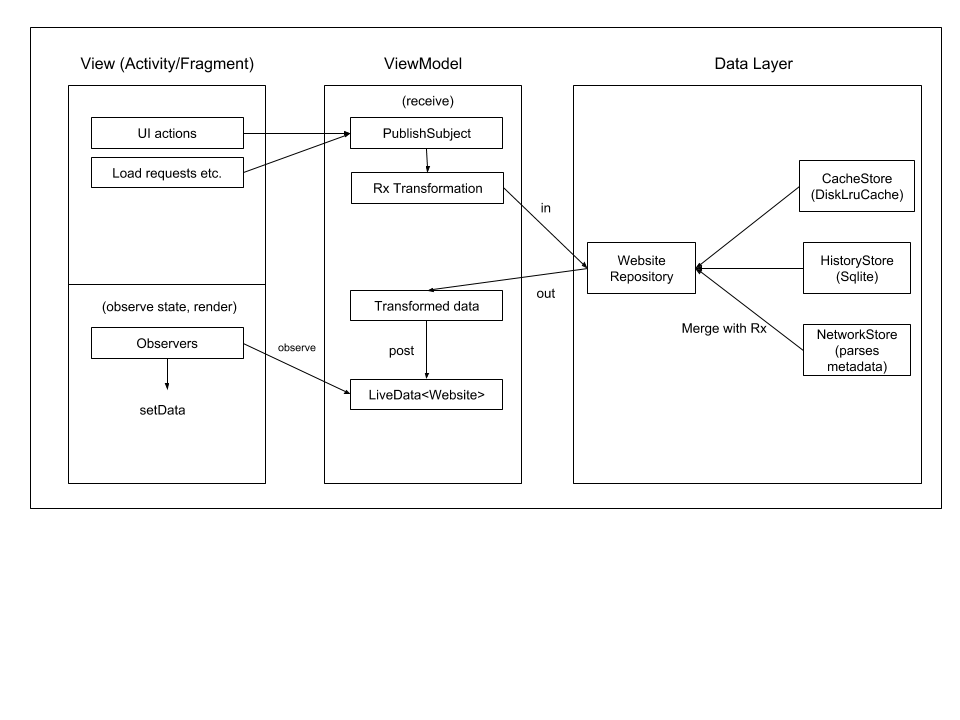 View (Activity/Fragment)
ViewModel
Data Layer
(receive)
UI actions
PublishSubject
Load requests etc.
Rx Transformation
CacheStore
(DiskLruCache)
in
Website
Repository
HistoryStore
(Sqlite)
out
(observe state, render)
Transformed data
Merge with Rx
NetworkStore
(parses
metadata)
Observers
observe
post
LiveData<Website>
setData